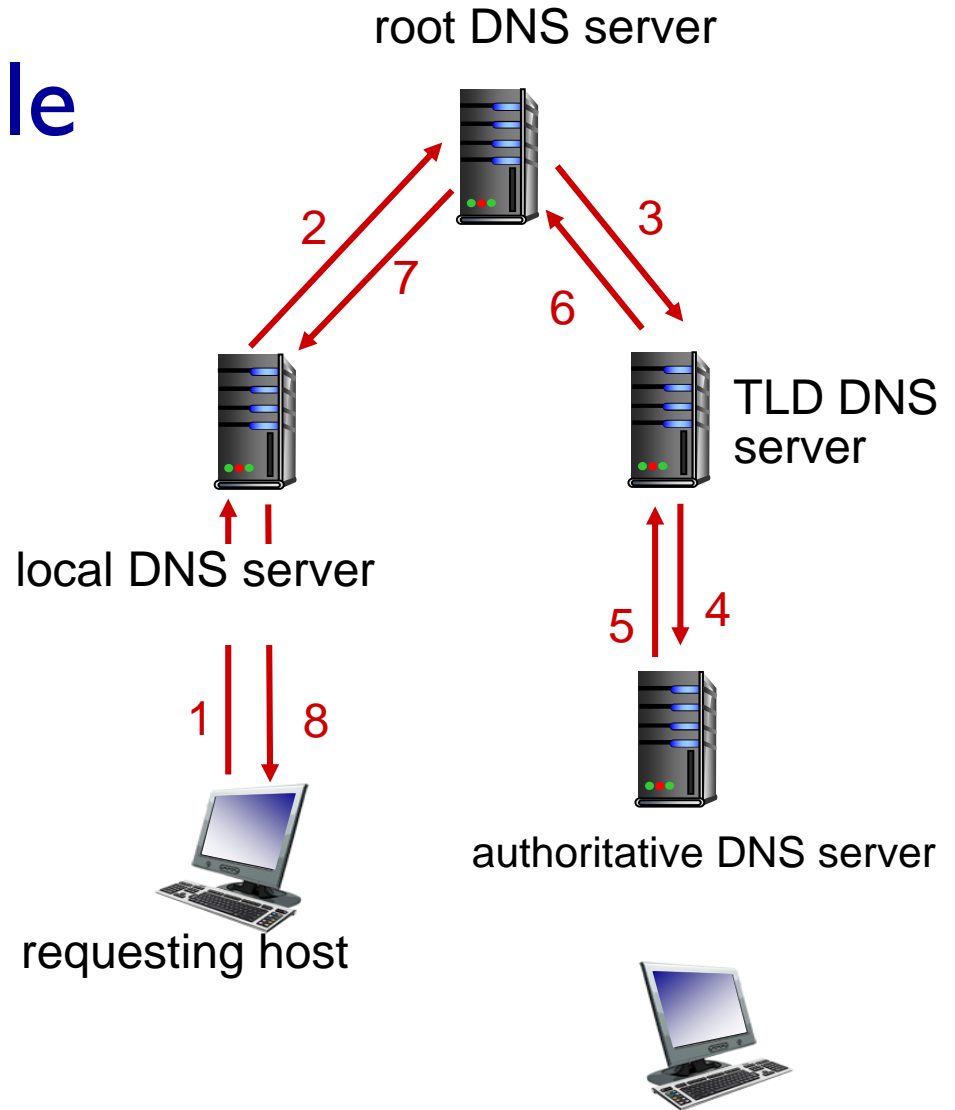 root DNS server
le
2
3
7
6
TLD DNS
server
local DNS server
5
4
1
8
authoritative DNS server
requesting host